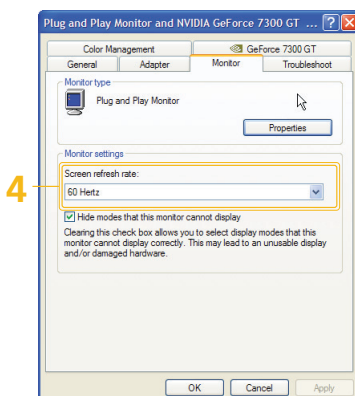 Plug and Play Monitor and NVIDIA GeForce 7300 GT ...
Color Management
GeForce 7300 GT
General
Adapter
Monitor
Troubleshoot
Monitor type
Plug and Play Monitor
Properties
Monitor settings
Screen refresh rate:
4
60 Hertz
Hide modes that this monitor cannot display
Clearing this check box allows you to select display modes that this
monitor cannot display correctly. This may lead to an unusable display
and/or damaged hardware.
OK
Cancel
Apply